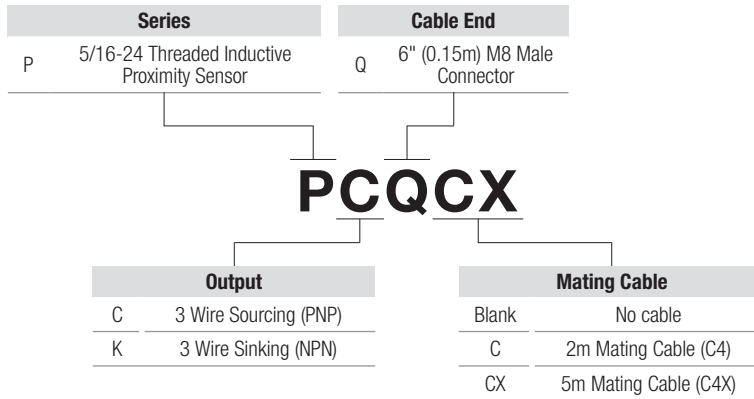 Series
P 5/16-24 Threaded Inductive
Proximity Sensor
Cable End
Q 6" (0.15m) M8 Male
Connector
PCQCX
Output
C 3 Wire Sourcing (PNP)
K 3 Wire Sinking (NPN)
Mating Cable
Blank No cable
C 2m Mating Cable (C4)
CX 5m Mating Cable (C4X)